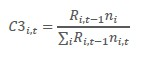 C3_{i,t} = \frac{R_{i,t-1} n_i}{\sum_i R_{i,t-1} n_{i,t}}